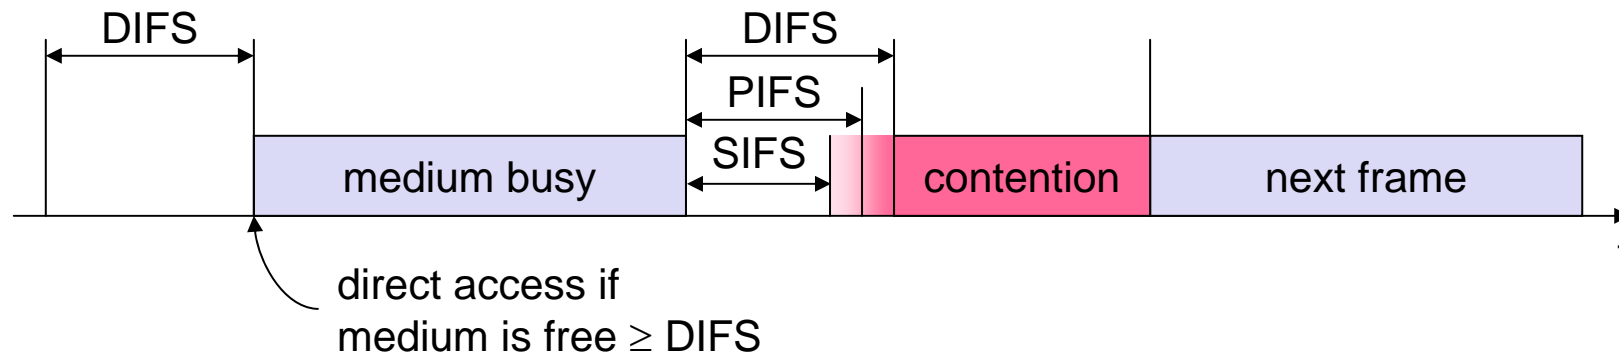 DIFS
DIFS
PIFS
SIFS
medium busy
contention
next frame
direct access if
medium is free ≥ DIFS